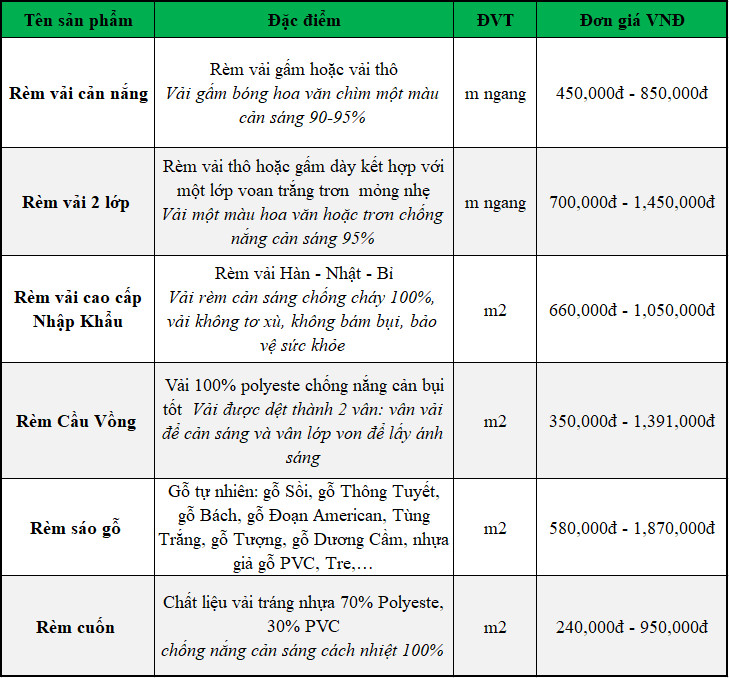 Tên sản phẩm
Đặc điểm
ĐVT
Đơn giá VNĐ
Rèm vải cản nắng
Rèm vải gấm hoặc vải thô
Vải gấm bóng hoa văn chìm một màu
cản sáng 90-95%
m ngang
450,000đ - 850,000đ
Rèm vải 2 lớp
Rèm vải thô hoặc gấm dày kết hợp với
một lớp voan trắng trơn mỏng nhẹ
Vải một màu hoa văn hoặc trơn chống
nắng cản sáng 95%
m ngang
700,000đ - 1,450,000đ
Rèm vải cao cấp
Nhập Khẩu
Rèm vải Hàn - Nhật - Bỉ
Vải rèm cản sáng chống cháy 100%,
vải không tơ xù, không bám bụi, bảo
vệ sức khỏe
m2
660,000đ - 1,050,000đ
Rèm Cầu Vồng
Vải 100% polyeste chống nắng cản bụi
tốt Vải được dệt thành 2 vân: vân vải
để cản sáng và vân lớp von để lấy ánh
sáng
m2
350,000đ - 1,391,000đ
Rèm sáo gỗ
Gỗ tự nhiên: gỗ Sồi, gỗ Thông Tuyết,
gỗ Bách, gỗ Đoạn American, Tùng
Trắng, gỗ Tượng, gỗ Dương Cầm, nhựa
giả gỗ PVC, Tre,…
m2
580,000đ - 1,870,000đ
Rèm cuốn
Chất liệu vải tráng nhựa 70% Polyeste,
30% PVC
chống nắng cản sáng cách nhiệt 100%
m2
240,000đ - 950,000đ